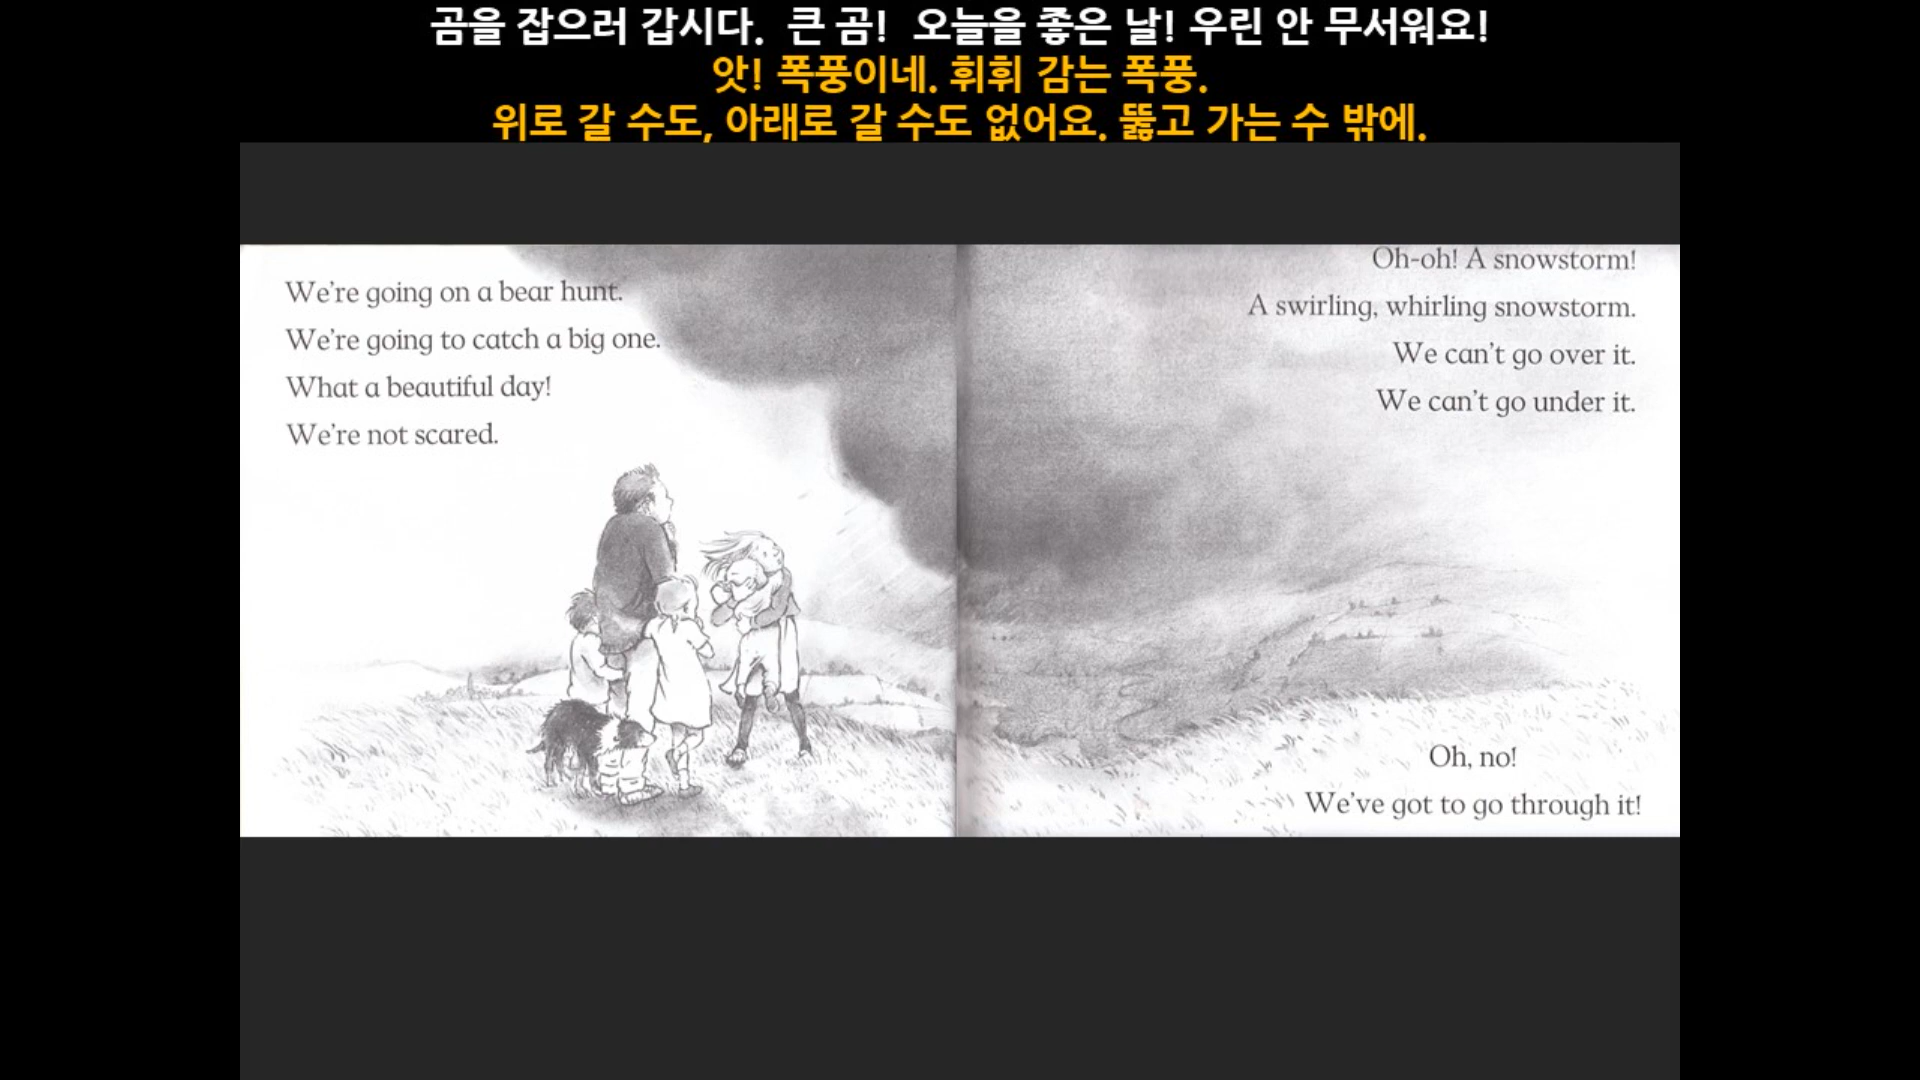 곰을 잡으러 갑시다.  큰 곰!  오늘을 좋은 날! 우린 안 무서워요!
앗! 폭풍이네. 휘휘 감는 폭풍.
위로 갈 수도, 아래로 갈 수도 없어요. 뚫고 가는 수 밖에.
We're going on a bear hunt.
We're going to catch a big one.
What a beautiful day!
We're not scared.
Oh-oh! A snowstorm!
A swirling, whirling snowstorm.
We can't go over it.
We can't go under it.
Oh, no!
We've got to go through it!